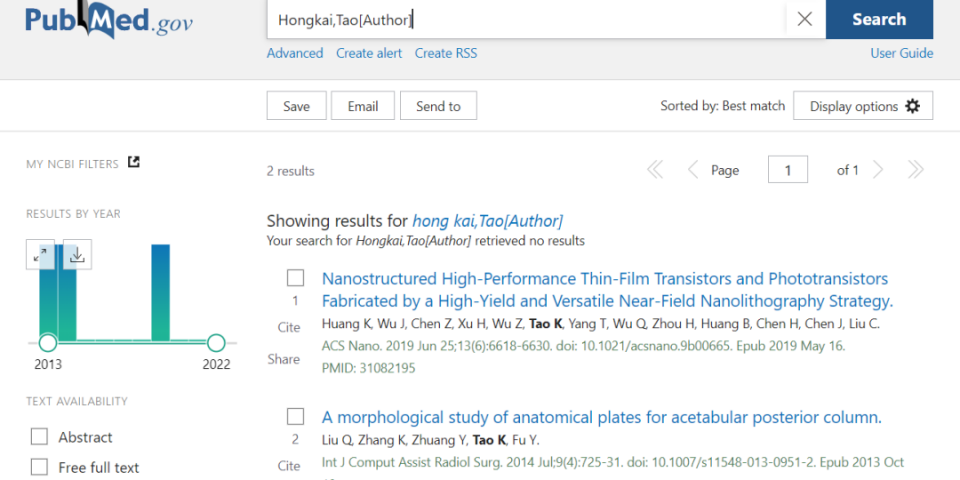 PubMed.gov
Hongkai,Tao[Author]
Search
Advanced Create alert Create RSS
User Guide
Save Email Send to
Sorted by: Best match Display options
MY NCBI FILTERS
2 results
Page 1 of 1
RESULTS BY YEAR
2013 2022
TEXT AVAILABILITY
Abstract
Free full text
Showing results for hong kai,Tao[Author]
Your search for Hongkai,Tao[Author] retrieved no results
1
Cite
Share
Nanostructured High-Performance Thin-Film Transistors and Phototransistors
Fabricated by a High-Yield and Versatile Near-Field Nanolithography Strategy.
Huang K, Wu J, Chen Z, Xu H, Wu Z, Tao K, Yang T, Wu Q, Zhou H, Huang B, Chen H, Chen J, Liu C.
ACS Nano. 2019 Jun 25;13(6):6618-6630. doi: 10.1021/acsnano.9b00665. Epub 2019 May 16.
PMID: 31082195
2
Cite
A morphological study of anatomical plates for acetabular posterior column.
Liu Q, Zhang K, Zhuang Y, Tao K, Fu Y.
Int J Comput Assist Radiol Surg. 2014 Jul;9(4):725-31. doi: 10.1007/s11548-013-0951-2. Epub 2013 Oct